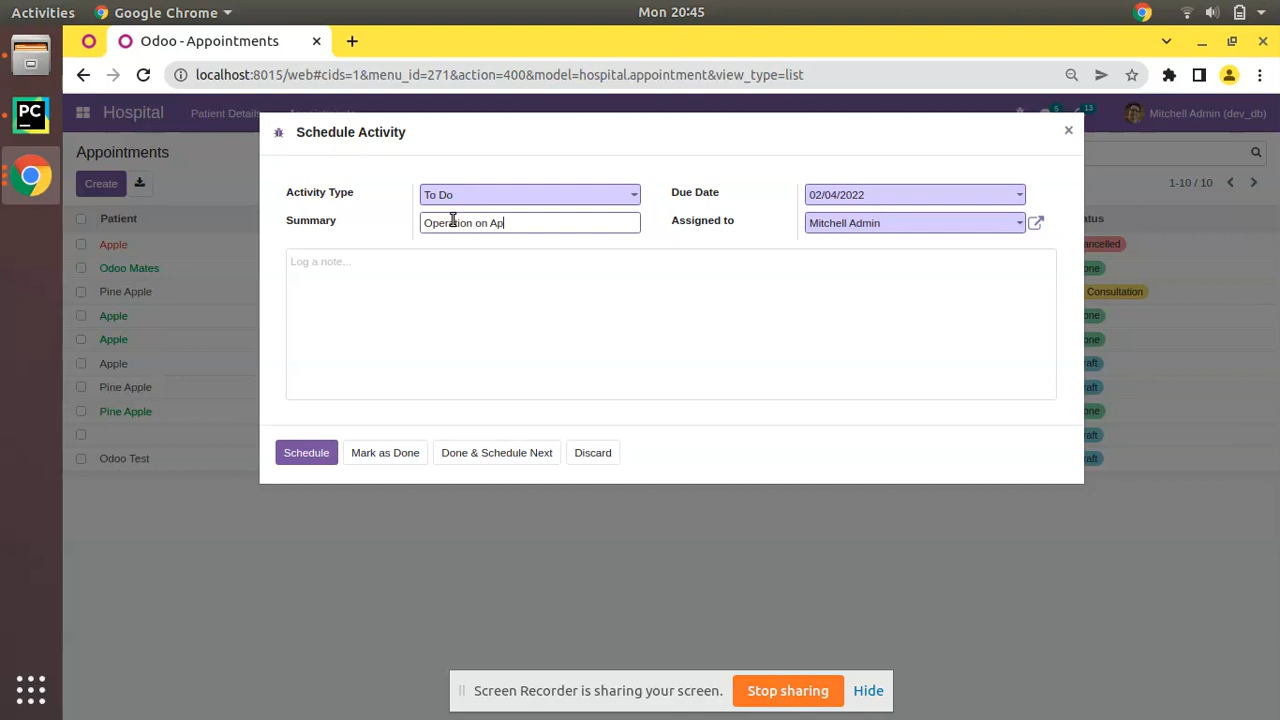 Activities
Google Chrome
Mon 20:45
PC
Odoo - Appointments
localhost:8015/web#cids=1&menu_id=271&action=400&model=hospital.appointment&view_type=list
Hospital
Patient Details
5
13
Mitchell Admin (dev_db)
Schedule Activity
Appointments
Create
1-10 / 10
Activity Type
To Do
Due Date
02/04/2022
Summary
Operation on Ap
Assigned to
Mitchell Admin
Patient
tatus
Apple
ancelled
Log a note...
Odoo Mates
one
Pine Apple
Consultation
Apple
one
Apple
one
Apple
raft
Pine Apple
raft
Pine Apple
one
raft
Odoo Test
raft
Schedule
Mark as Done
Done & Schedule Next
Discard
Screen Recorder is sharing your screen.
Stop sharing
Hide